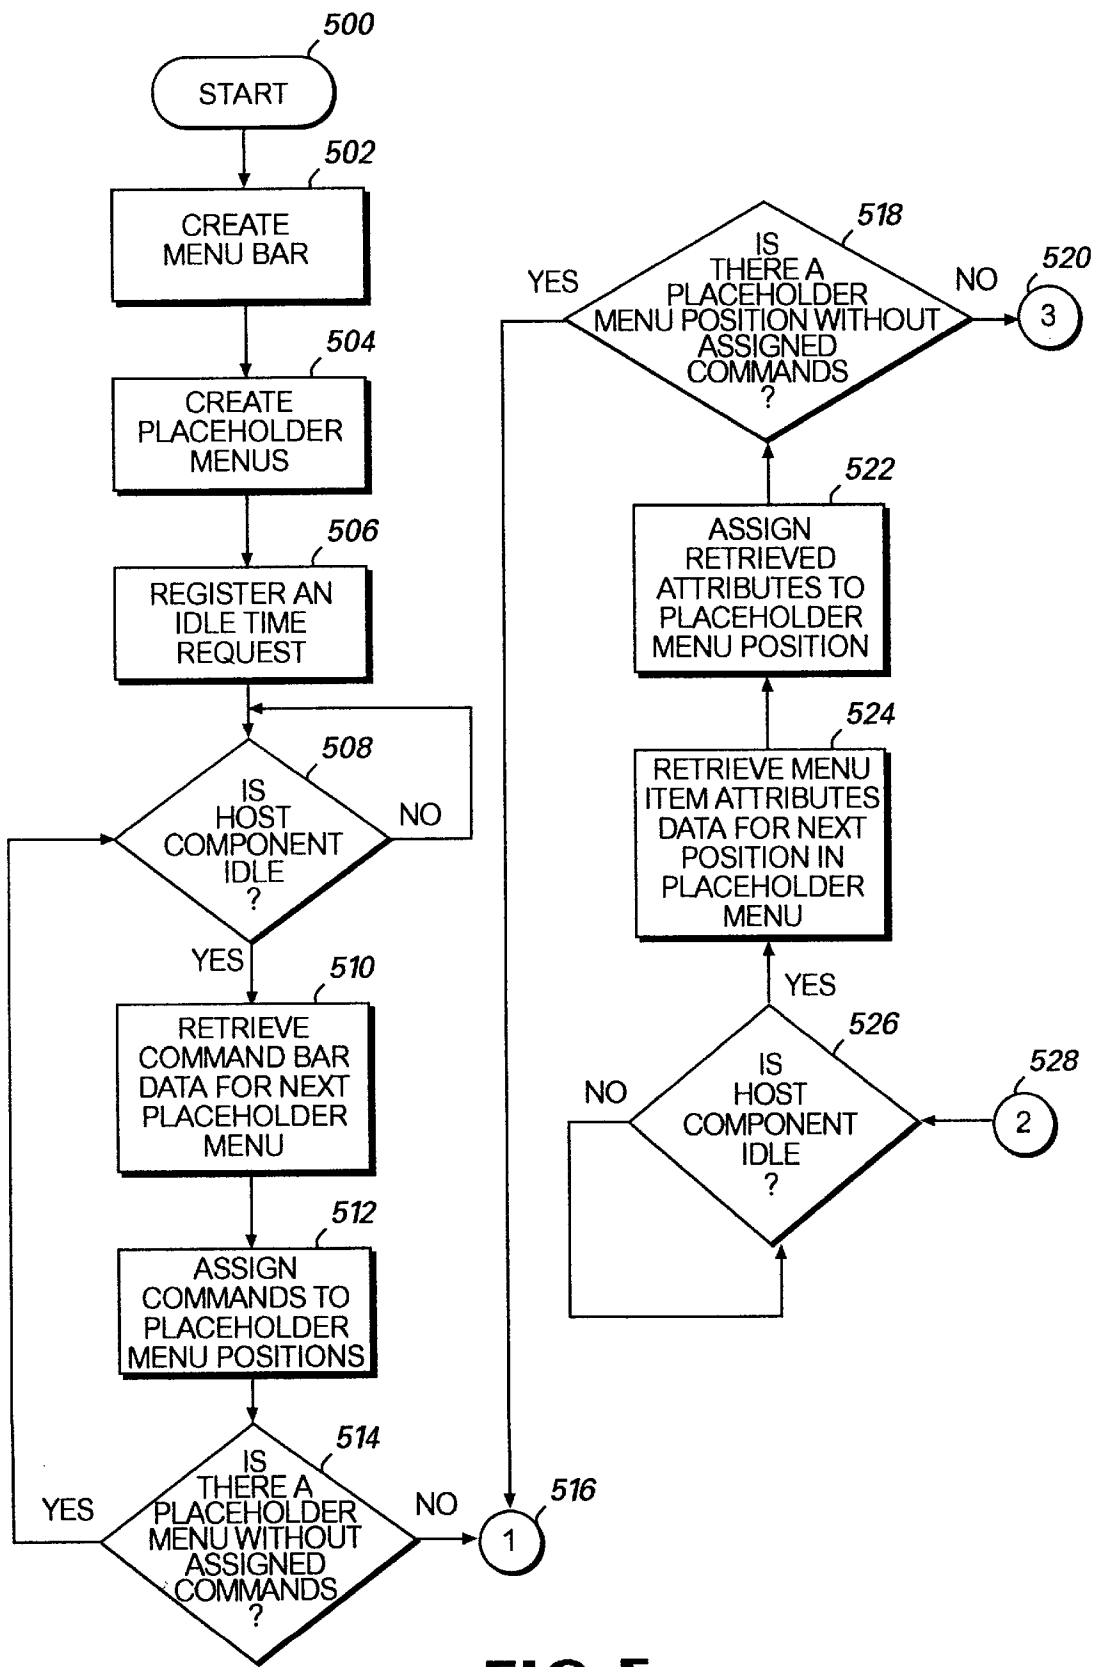 500
START
502
CREATE
MENU BAR
504
CREATE
PLACEHOLDER
MENUS
506
REGISTER AN
IDLE TIME
REQUEST
508
IS
HOST
COMPONENT
IDLE
?
NO
YES
510
RETRIEVE
COMMAND BAR
DATA FOR NEXT
PLACEHOLDER
MENU
512
ASSIGN
COMMANDS TO
PLACEHOLDER
MENU POSITIONS
514
IS
THERE A
PLACEHOLDER
MENU WITHOUT
ASSIGNED
COMMANDS
?
YES
NO
516
1
518
IS
THERE A
PLACEHOLDER
MENU POSITION WITHOUT
ASSIGNED
COMMANDS
?
YES
NO
520
3
522
ASSIGN
RETRIEVED
ATTRIBUTES TO
PLACEHOLDER
MENU POSITION
524
RETRIEVE MENU
ITEM ATTRIBUTES
DATA FOR NEXT
POSITION IN
PLACEHOLDER
MENU
YES
526
IS
HOST
COMPONENT
IDLE
?
NO
528
2